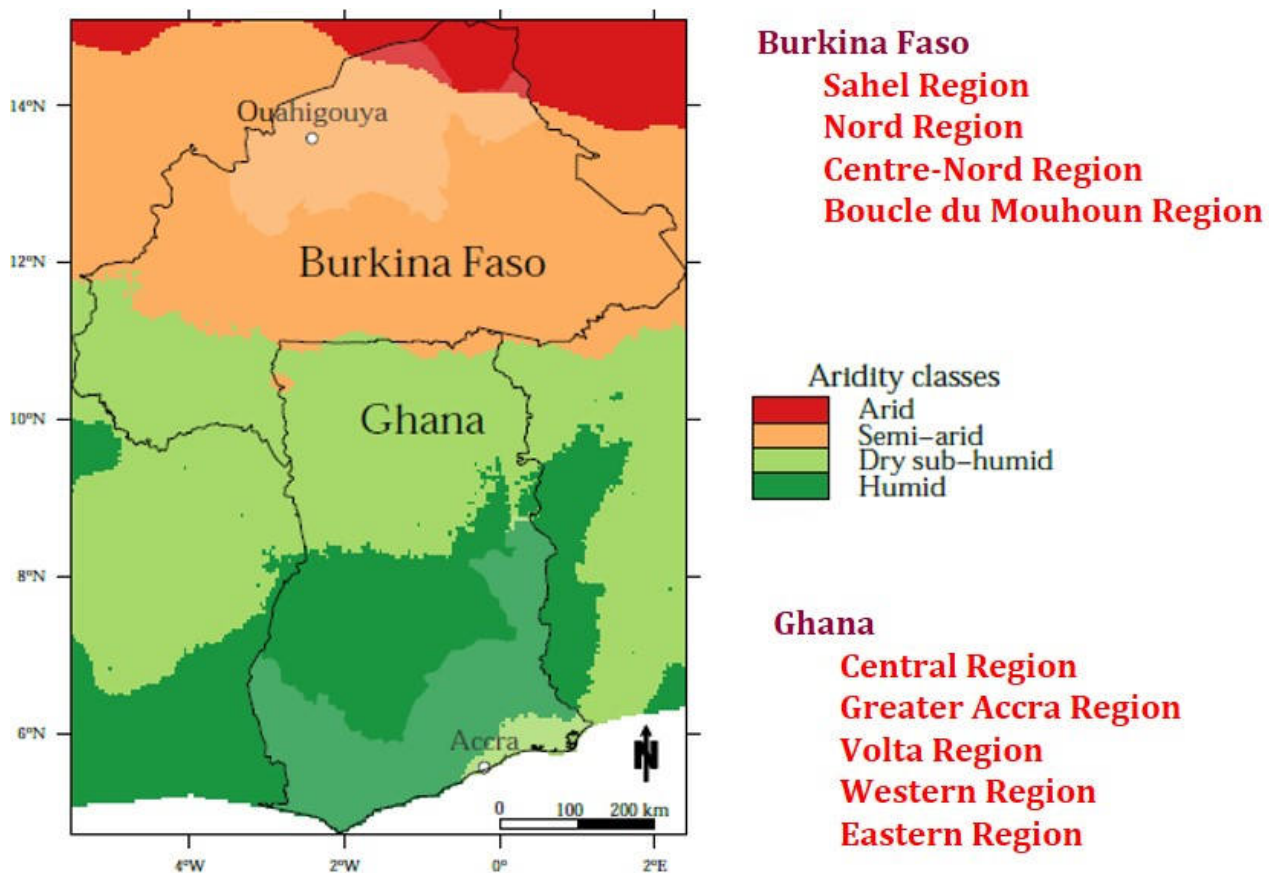 Burkina Faso
Sahel Region
Nord Region
Centre-Nord Region
Boucle du Mouhoun Region
14°N
Ouahigouya
12°N
Burkina Faso
10°N
Ghana
8°N
6°N
Accra
N
0 100 200 km
4°W 2°W 0° 2°E
Aridity classes
Arid
Semi-arid
Dry sub-humid
Humid
Ghana
Central Region
Greater Accra Region
Volta Region
Western Region
Eastern Region